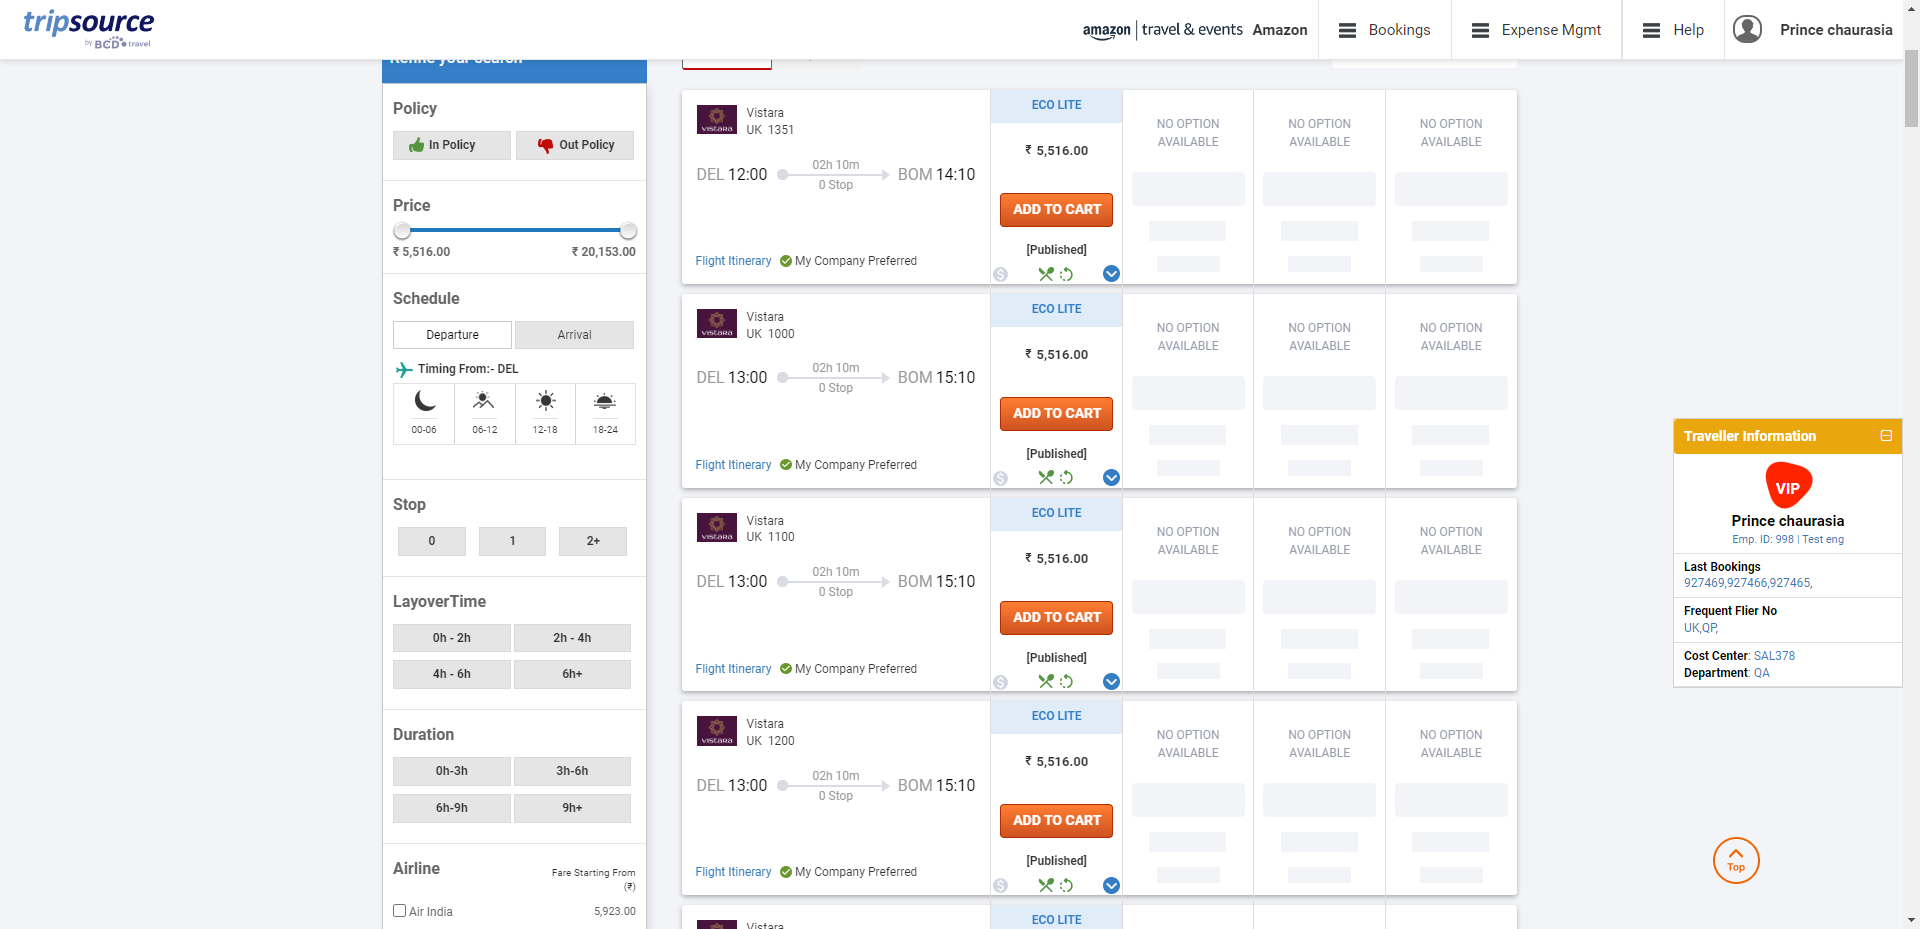 tripsource
by BCD travel
amazon | travel & events Amazon
Bookings
Expense Mgmt
Help
Prince chaurasia
Refine your search
Policy
In Policy
Out Policy
Price
₹ 5,516.00
₹ 20,153.00
Schedule
Departure
Arrival
Timing From:- DEL
00-06
06-12
12-18
18-24
Stop
0
1
2+
LayoverTime
0h - 2h
2h - 4h
4h - 6h
6h+
Duration
0h-3h
3h-6h
6h-9h
9h+
Airline
Fare Starting From
(₹)
Air India
5,923.00
VISTARA
Vistara
UK 1351
DEL 12:00
02h 10m
0 Stop
BOM 14:10
Flight Itinerary
My Company Preferred
ECO LITE
₹ 5,516.00
ADD TO CART
[Published]
NO OPTION
AVAILABLE
NO OPTION
AVAILABLE
NO OPTION
AVAILABLE
VISTARA
Vistara
UK 1000
DEL 13:00
02h 10m
0 Stop
BOM 15:10
Flight Itinerary
My Company Preferred
ECO LITE
₹ 5,516.00
ADD TO CART
[Published]
NO OPTION
AVAILABLE
NO OPTION
AVAILABLE
NO OPTION
AVAILABLE
VISTARA
Vistara
UK 1100
DEL 13:00
02h 10m
0 Stop
BOM 15:10
Flight Itinerary
My Company Preferred
ECO LITE
₹ 5,516.00
ADD TO CART
[Published]
NO OPTION
AVAILABLE
NO OPTION
AVAILABLE
NO OPTION
AVAILABLE
VISTARA
Vistara
UK 1200
DEL 13:00
02h 10m
0 Stop
BOM 15:10
Flight Itinerary
My Company Preferred
ECO LITE
₹ 5,516.00
ADD TO CART
[Published]
NO OPTION
AVAILABLE
NO OPTION
AVAILABLE
NO OPTION
AVAILABLE
Vistara
ECO LITE
Traveller Information
VIP
Prince chaurasia
Emp. ID: 998 | Test eng
Last Bookings
927469,927466,927465,
Frequent Flier No
UK,QP,
Cost Center: SAL378
Department: QA
Top